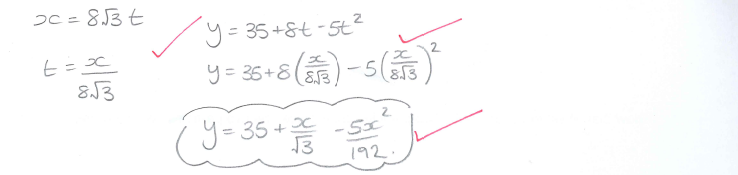 x = 8√3 t
y = 35 + 8t - 5t²
t = x/8√3
y = 35 + 8(x/8√3) - 5(x/8√3)²
y = 35 + x/√3 - 5x²/192.